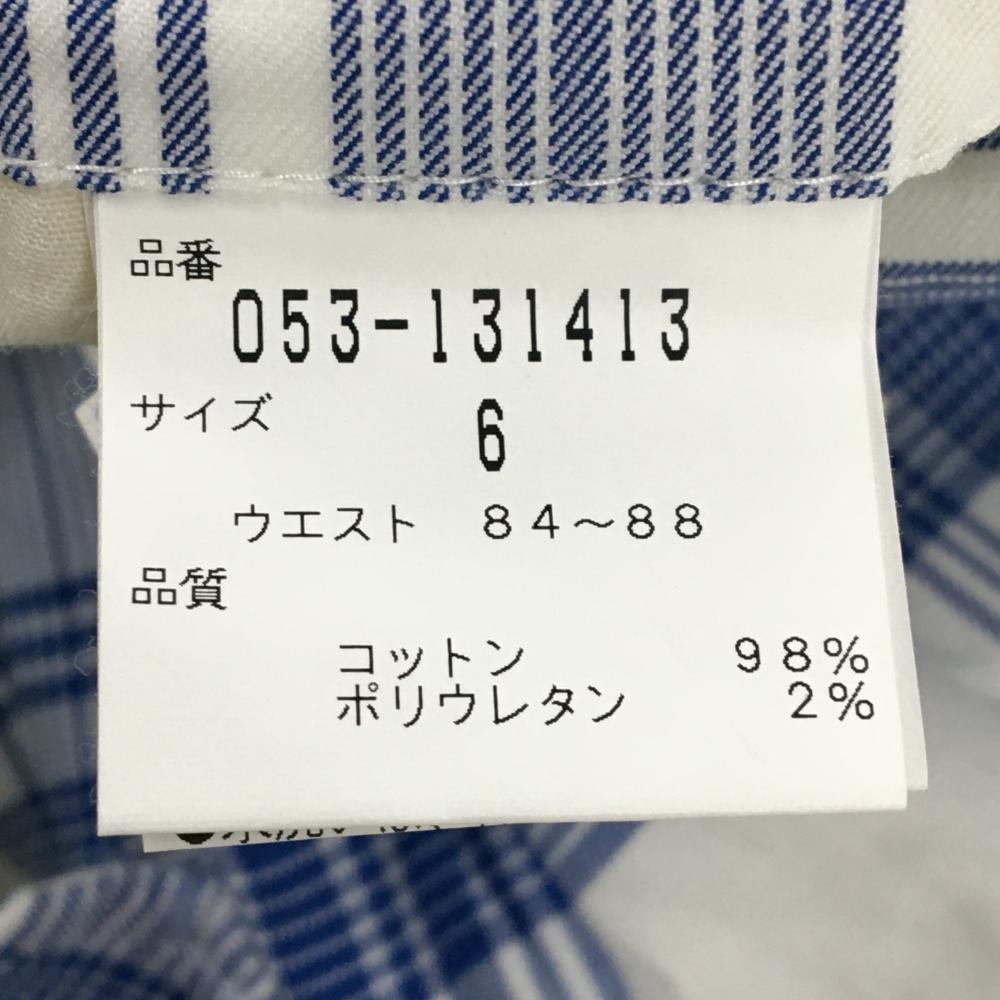 品番
053-131413
サイズ
6
ウエスト ８４～８８
品質
コットン ９８%
ポリウレタン ２%